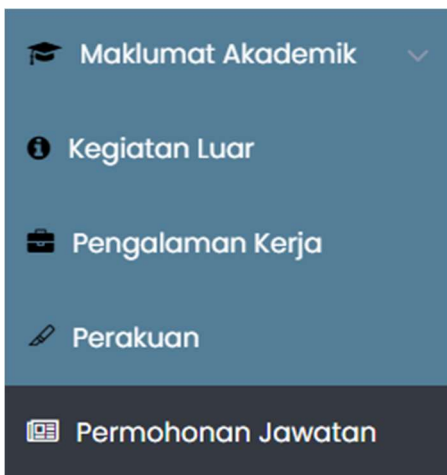 Maklumat Akademik
Kegiatan Luar
Pengalaman Kerja
Perakuan
Permohonan Jawatan